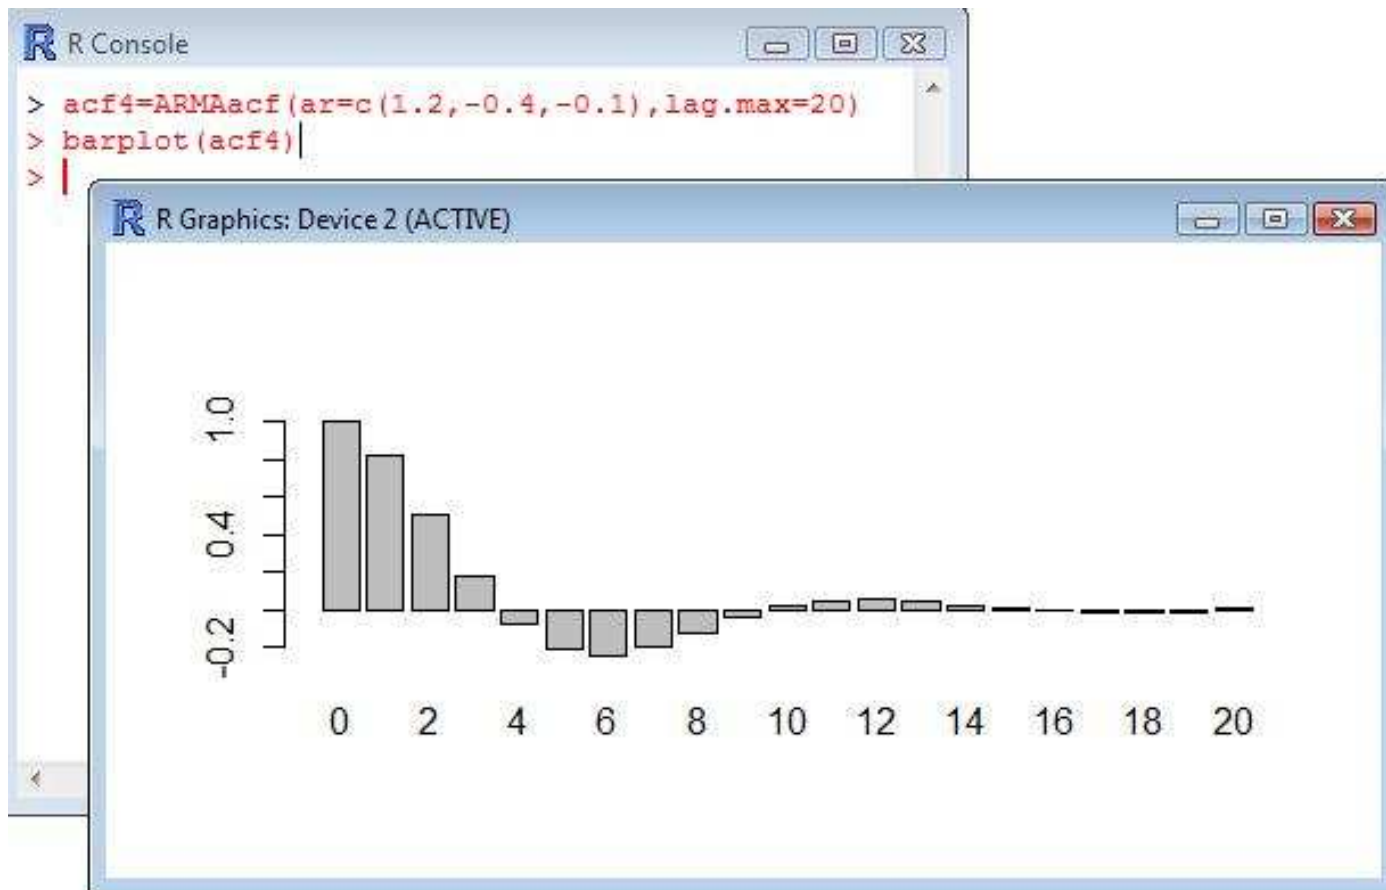 R R Console
> acf4=ARMAacf(ar=c(1.2,-0.4,-0.1),lag.max=20)
> barplot(acf4)
>
R R Graphics: Device 2 (ACTIVE)
1.0
0.4
-0.2
0 2 4 6 8 10 12 14 16 18 20